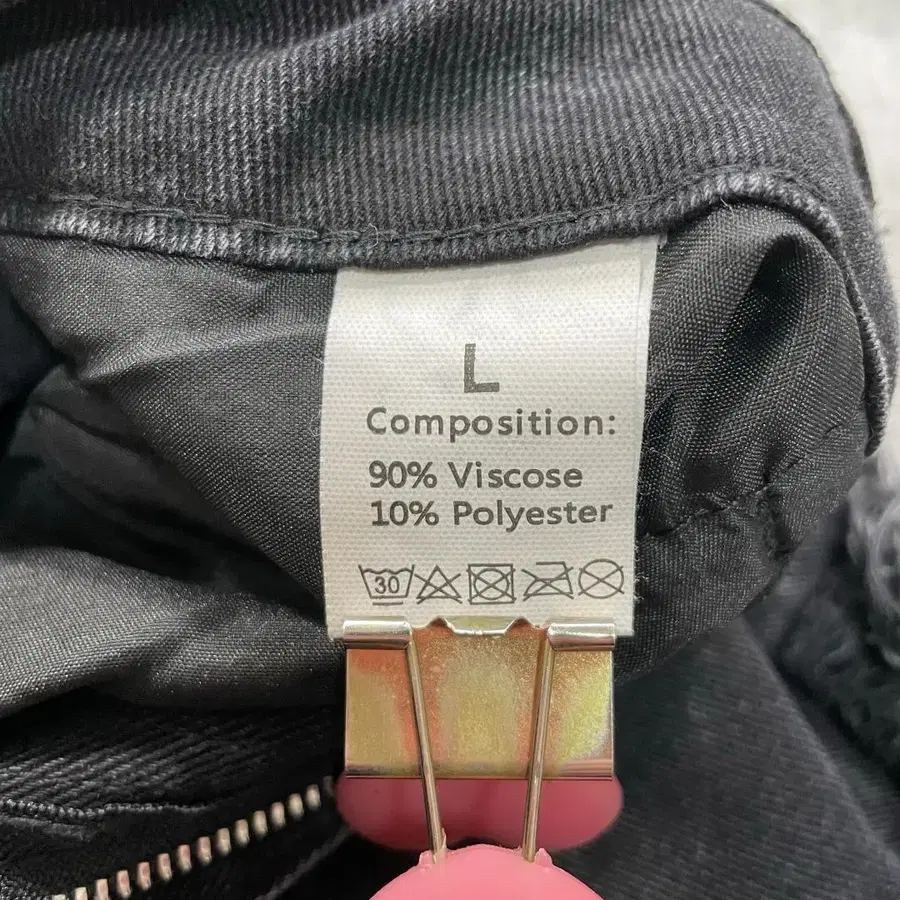 L
Composition:
90% Viscose
10% Polyester
30